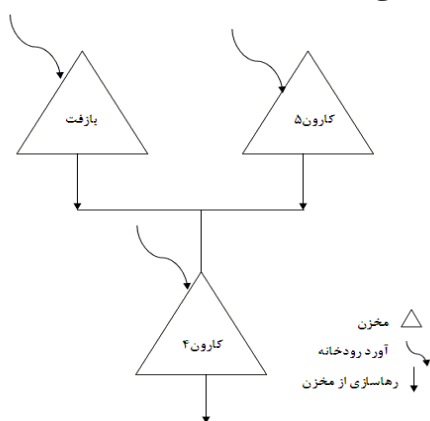 بازفت
کارون۵
کارون۴
مخزن
آورد رودخانه
رهاسازی از مخزن